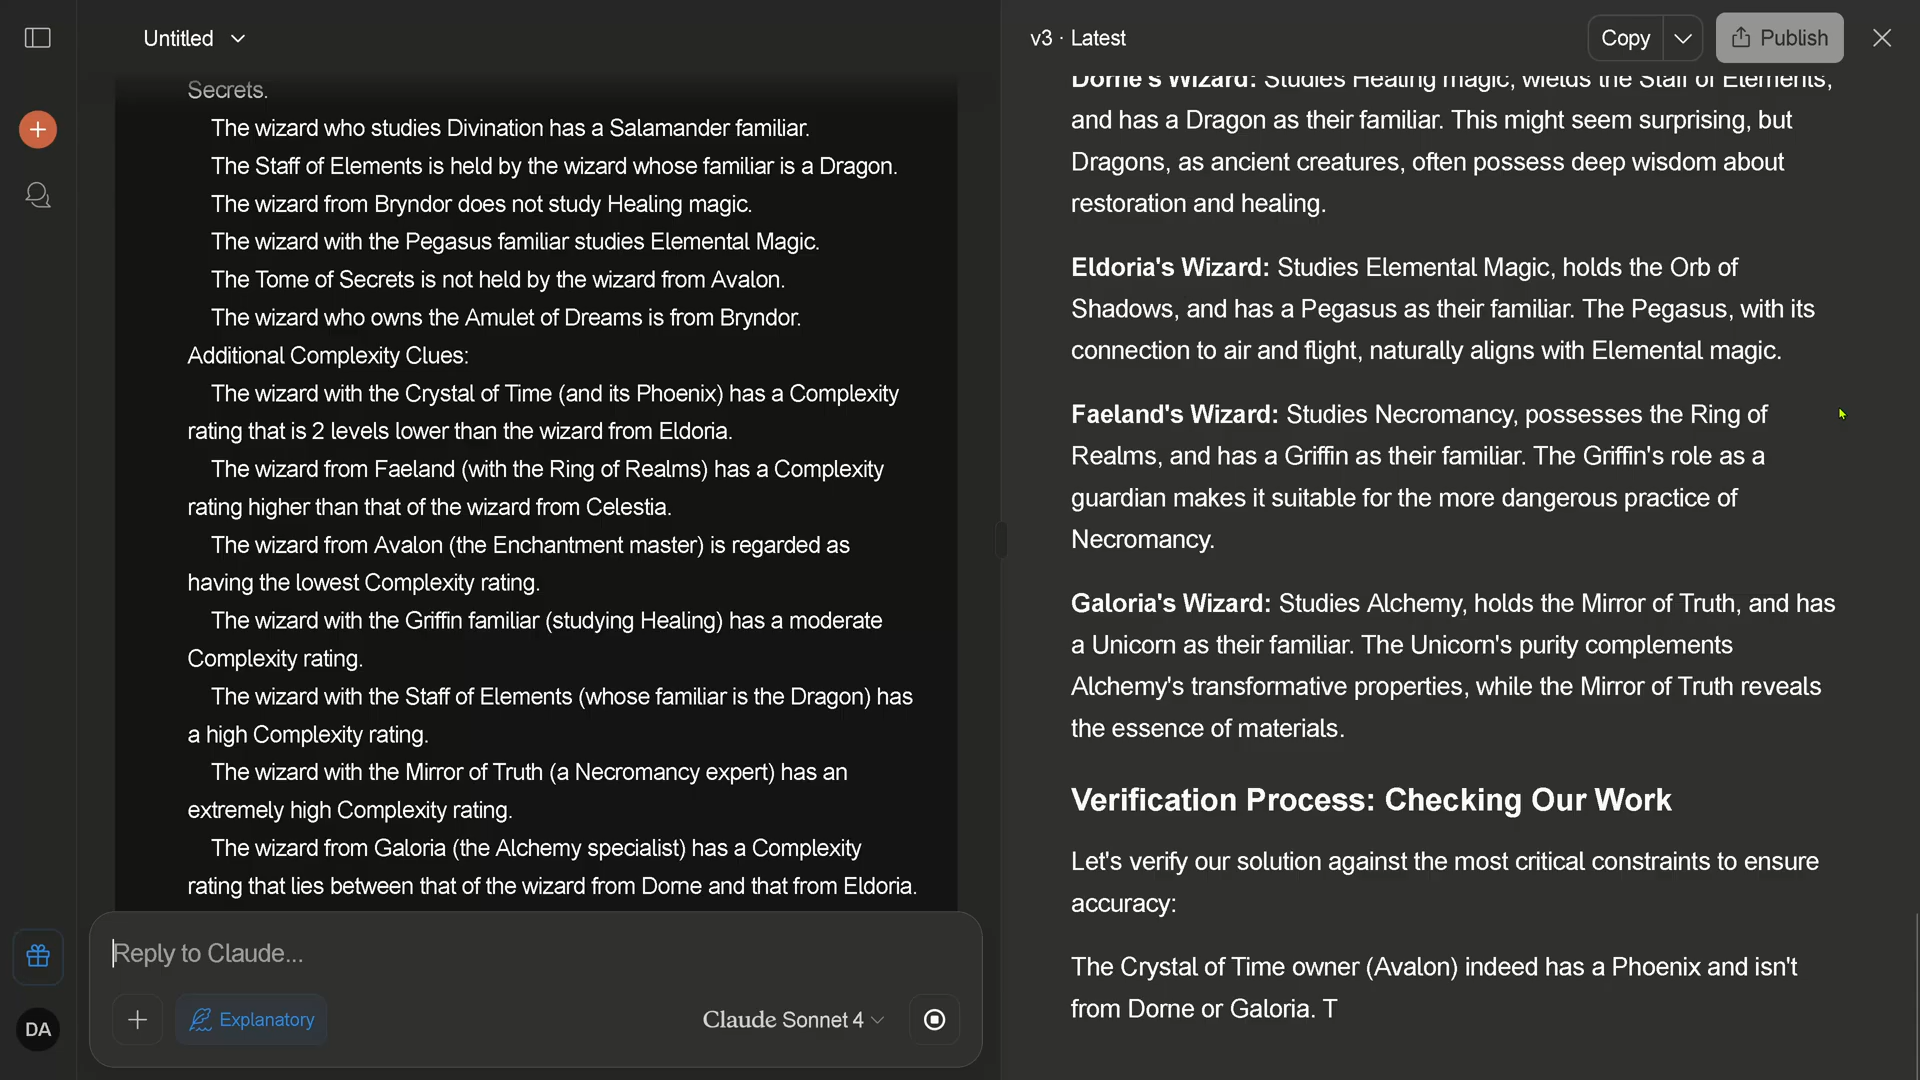 Untitled
Secrets.
The wizard who studies Divination has a Salamander familiar.
The Staff of Elements is held by the wizard whose familiar is a Dragon.
The wizard from Bryndor does not study Healing magic.
The wizard with the Pegasus familiar studies Elemental Magic.
The Tome of Secrets is not held by the wizard from Avalon.
The wizard who owns the Amulet of Dreams is from Bryndor.
Additional Complexity Clues:
The wizard with the Crystal of Time (and its Phoenix) has a Complexity
rating that is 2 levels lower than the wizard from Eldoria.
The wizard from Faeland (with the Ring of Realms) has a Complexity
rating higher than that of the wizard from Celestia.
The wizard from Avalon (the Enchantment master) is regarded as
having the lowest Complexity rating.
The wizard with the Griffin familiar (studying Healing) has a moderate
Complexity rating.
The wizard with the Staff of Elements (whose familiar is the Dragon) has
a high Complexity rating.
The wizard with the Mirror of Truth (a Necromancy expert) has an
extremely high Complexity rating.
The wizard from Galoria (the Alchemy specialist) has a Complexity
rating that lies between that of the wizard from Dorne and that from Eldoria.
Reply to Claude...
Explanatory
Claude Sonnet 4
DA
v3 · Latest
Copy
Publish
Dorne's Wizard: Studies Healing magic, wields the Staff of Elements,
and has a Dragon as their familiar. This might seem surprising, but
Dragons, as ancient creatures, often possess deep wisdom about
restoration and healing.
Eldoria's Wizard: Studies Elemental Magic, holds the Orb of
Shadows, and has a Pegasus as their familiar. The Pegasus, with its
connection to air and flight, naturally aligns with Elemental magic.
Faeland's Wizard: Studies Necromancy, possesses the Ring of
Realms, and has a Griffin as their familiar. The Griffin's role as a
guardian makes it suitable for the more dangerous practice of
Necromancy.
Galoria's Wizard: Studies Alchemy, holds the Mirror of Truth, and has
a Unicorn as their familiar. The Unicorn's purity complements
Alchemy's transformative properties, while the Mirror of Truth reveals
the essence of materials.
Verification Process: Checking Our Work
Let's verify our solution against the most critical constraints to ensure
accuracy:
The Crystal of Time owner (Avalon) indeed has a Phoenix and isn't
from Dorne or Galoria. T